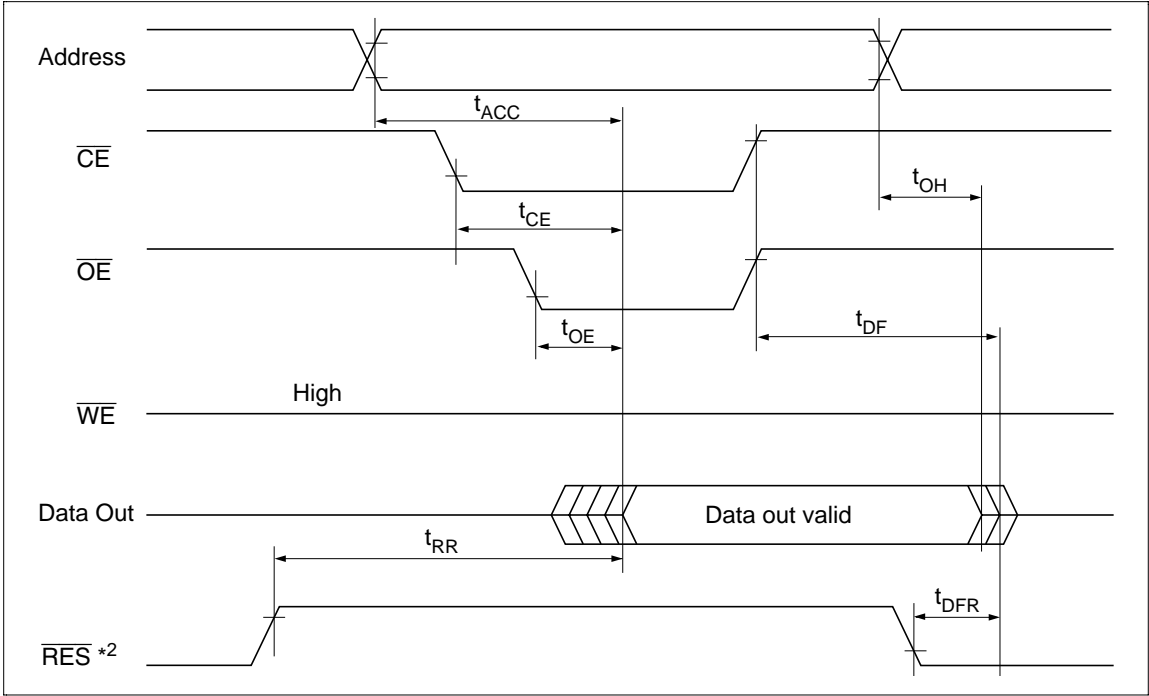 Address
tACC
CE
tOH
tCE
OE
tOE
tDF
High
WE
Data Out
Data out valid
tRR
tDFR
RES *2